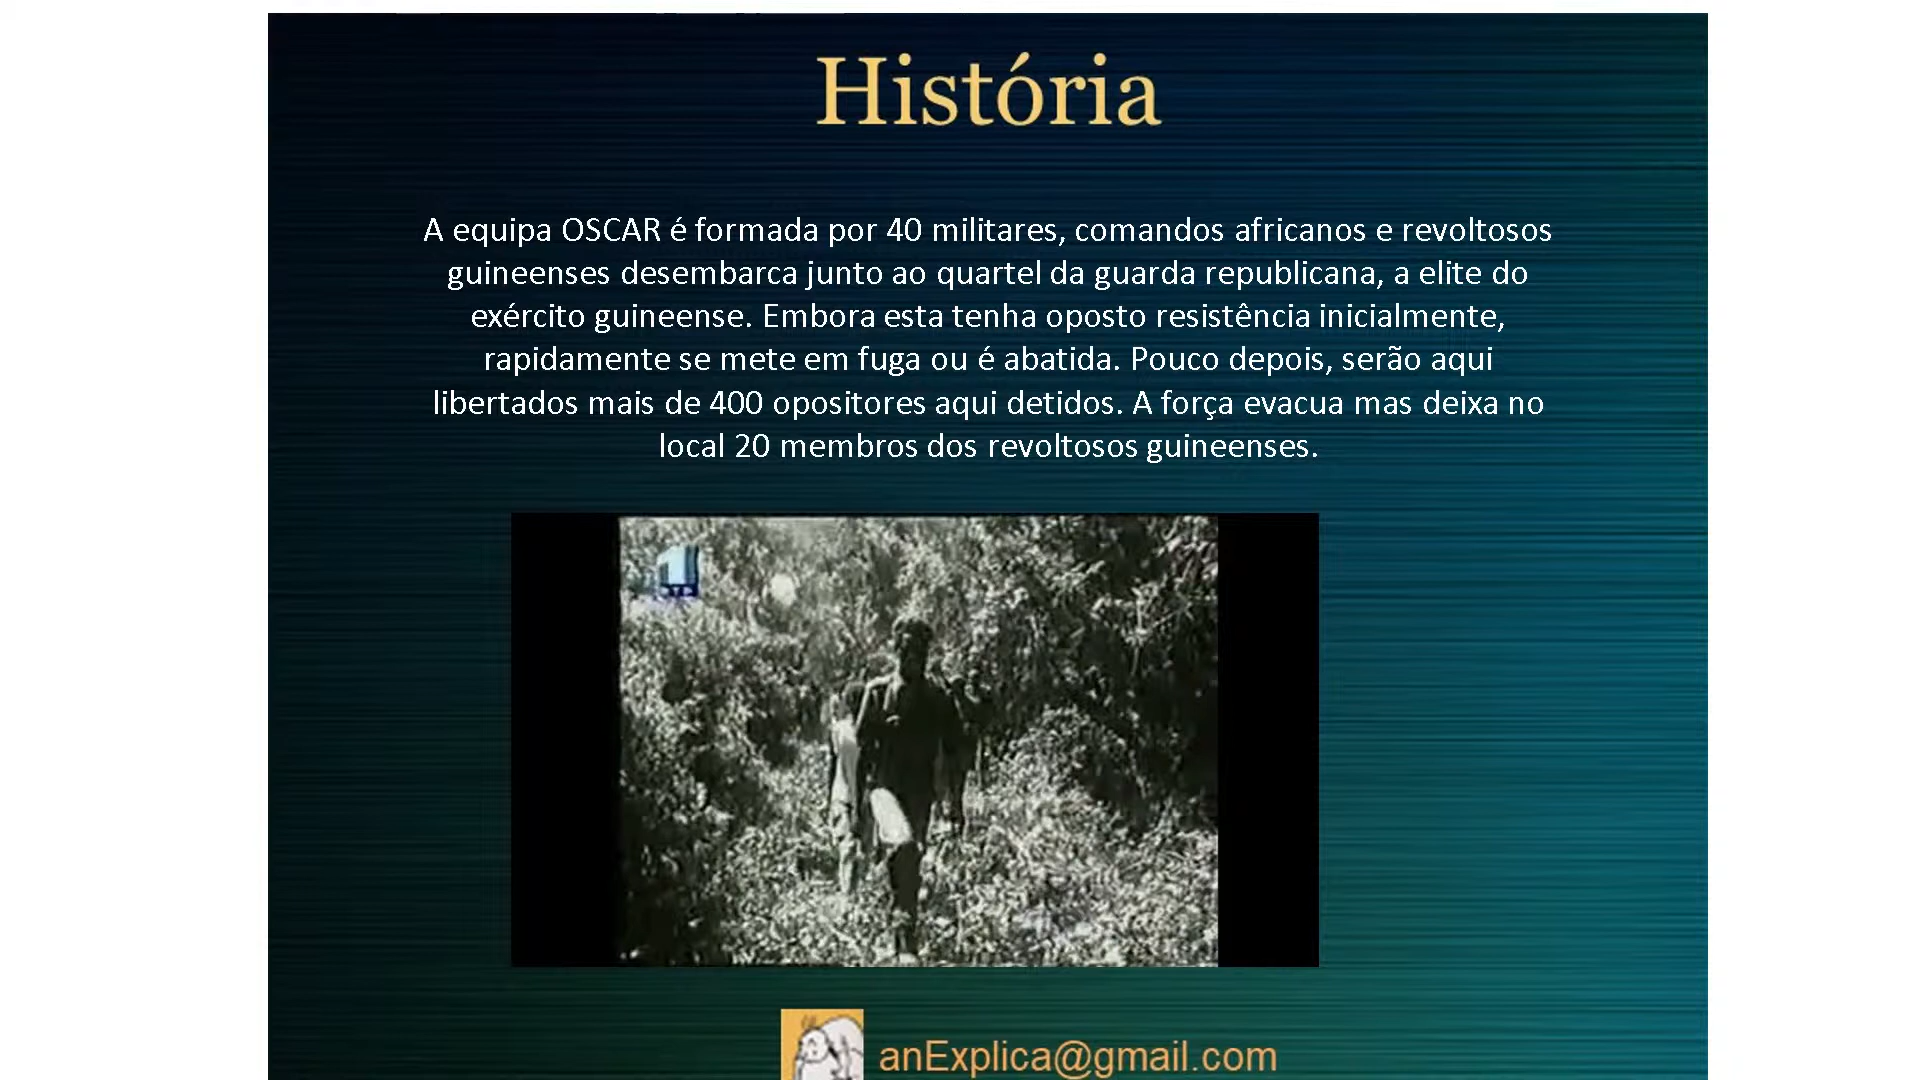 História
A equipa OSCAR é formada por 40 militares, comandos africanos e revoltosos
guineenses desembarca junto ao quartel da guarda republicana, a elite do
exército guineense. Embora esta tenha oposto resistência inicialmente,
rapidamente se mete em fuga ou é abatida. Pouco depois, serão aqui
libertados mais de 400 opositores aqui detidos. A força evacua mas deixa no
local 20 membros dos revoltosos guineenses.
anExplica@gmail.com